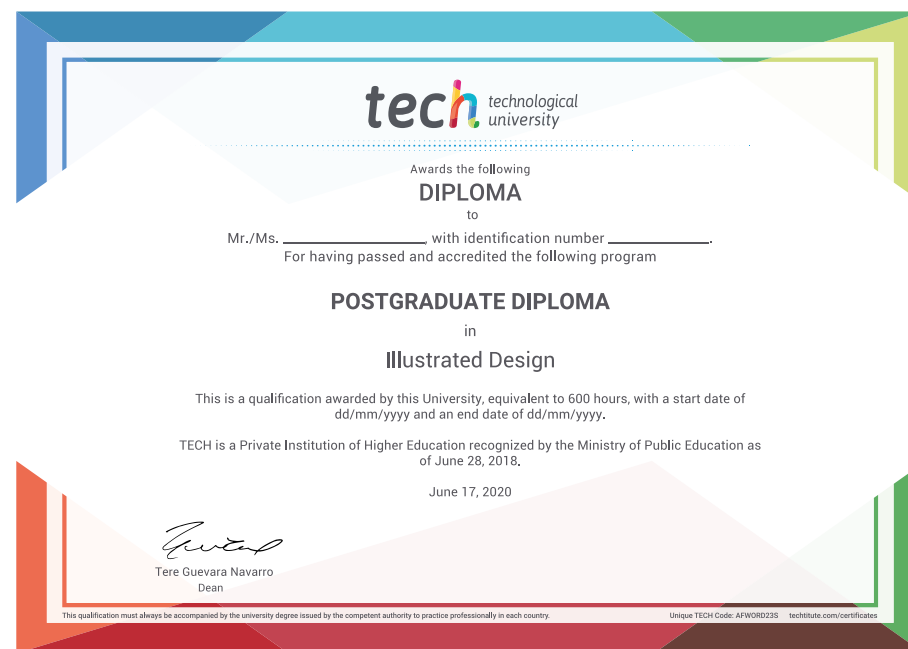 tech technological
university
Awards the following
DIPLOMA
to
Mr./Ms. ____________________, with identification number ______________.
For having passed and accredited the following program
POSTGRADUATE DIPLOMA
in
Illustrated Design
This is a qualification awarded by this University, equivalent to 600 hours, with a start date of
dd/mm/yyyy and an end date of dd/mm/yyyy.
TECH is a Private Institution of Higher Education recognized by the Ministry of Public Education as
of June 28, 2018.
June 17, 2020
Tere Guevara Navarro
Dean
This qualification must always be accompanied by the university degree issued by the competent authority to practice professionally in each country. Unique TECH Code: AFWORD23S techtitute.com/certificates